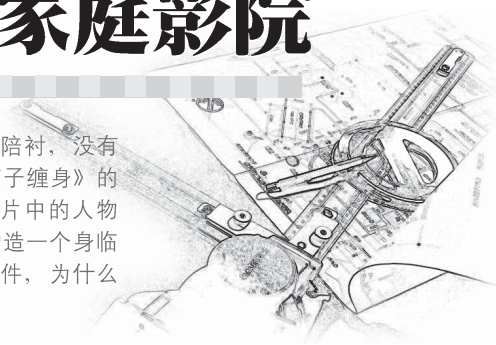 家庭影院
陪衬，没有
子缠身》的
片中的人物
造一个身临
件，为什么